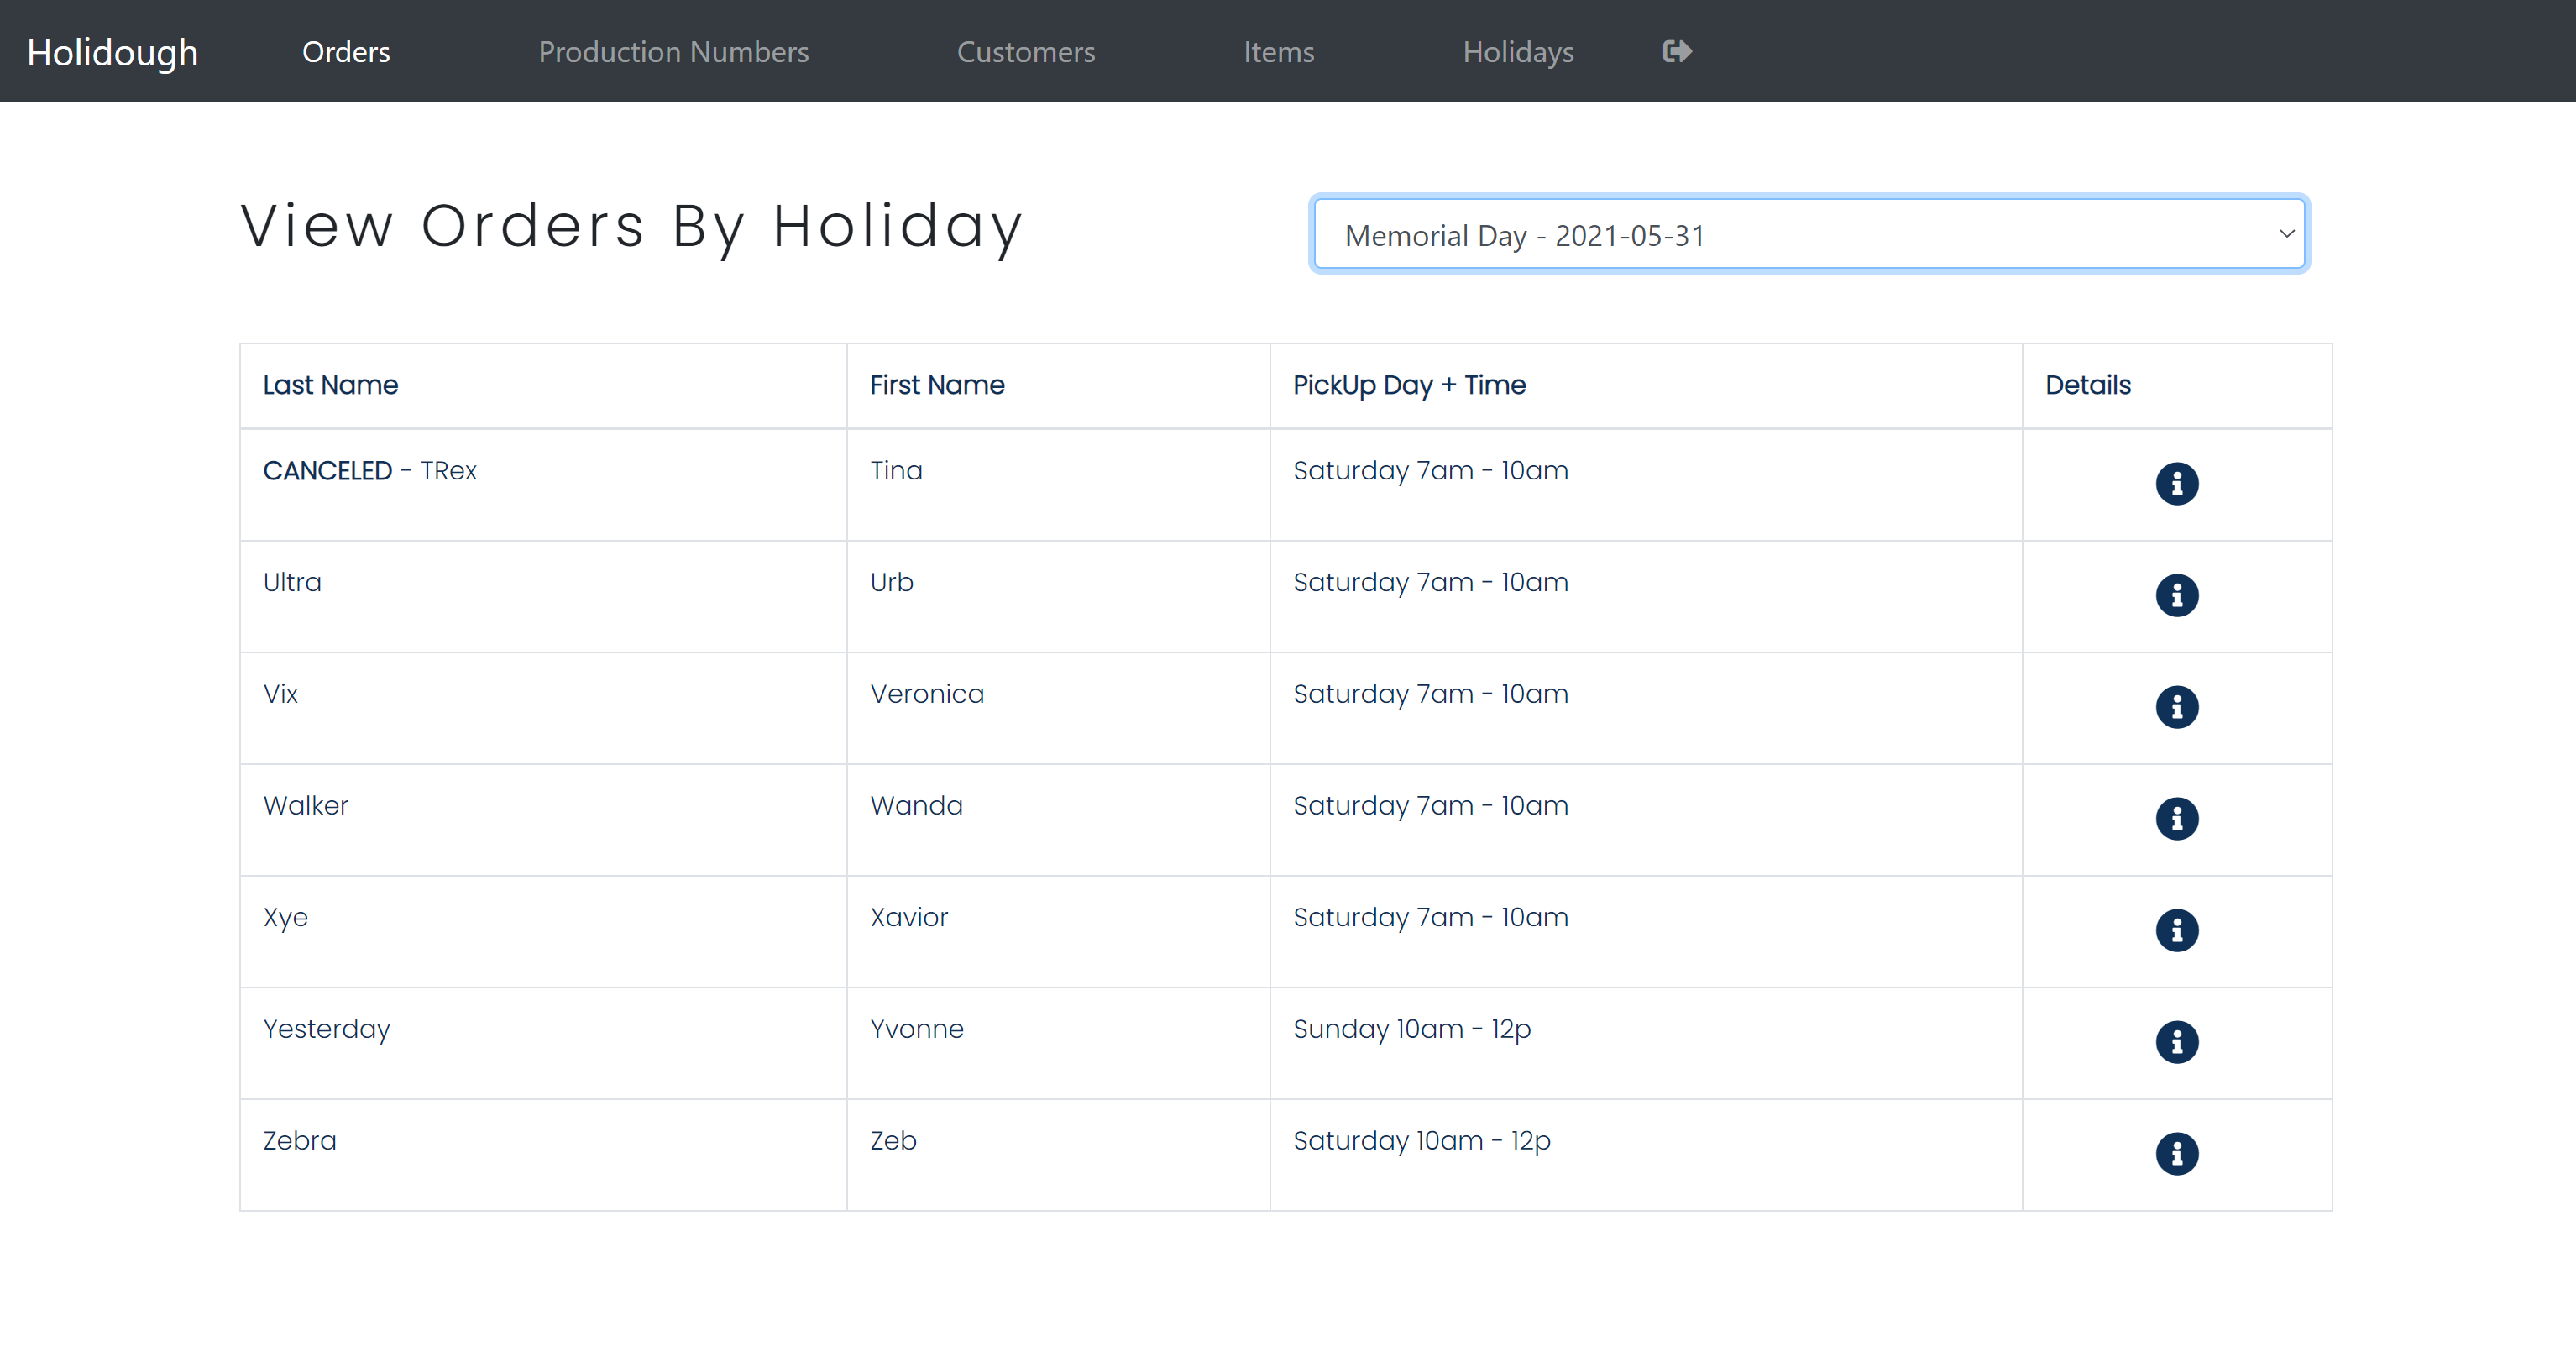 Holidough Orders Production Numbers Customers Items Holidays
View Orders By Holiday Memorial Day - 2021-05-31
Last Name First Name PickUp Day + Time Details
CANCELED - TRex Tina Saturday 7am - 10am
Ultra Urb Saturday 7am - 10am
Vix Veronica Saturday 7am - 10am
Walker Wanda Saturday 7am - 10am
Xye Xavior Saturday 7am - 10am
Yesterday Yvonne Sunday 10am - 12p
Zebra Zeb Saturday 10am - 12p